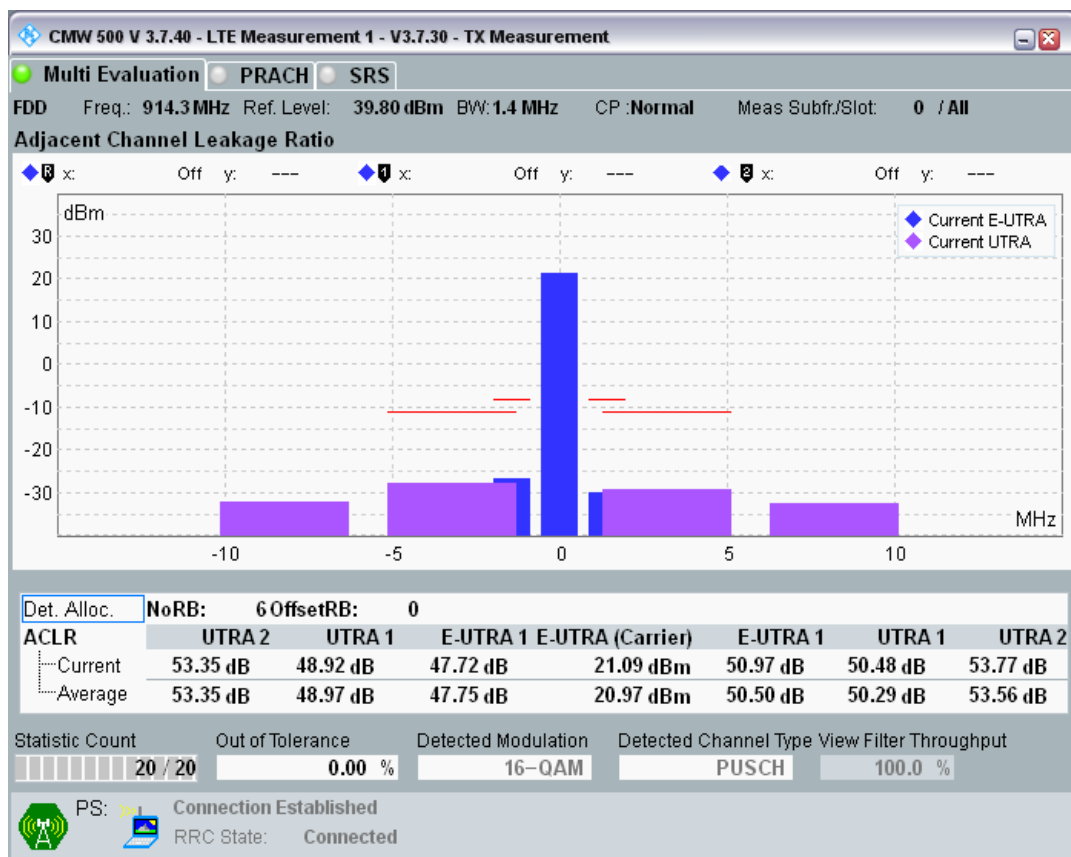 CMW 500 V 3.7.40 - LTE Measurement 1 - V3.7.30 - TX Measurement
Multi Evaluation PRACH SRS
FDD Freq.: 914.3 MHz Ref. Level: 39.80 dBm BW: 1.4 MHz CP :Normal Meas Subfr./Slot: 0 / All
Adjacent Channel Leakage Ratio
R x: Off y: --- 1 x: Off y: --- 2 x: Off y: ---
dBm
Current E-UTRA
Current UTRA
30
20
10
0
-10
-20
-30
MHz
-10 -5 0 5 10
Det. Alloc. NoRB: 6 OffsetRB: 0
ACLR UTRA 2 UTRA 1 E-UTRA 1 E-UTRA (Carrier) E-UTRA 1 UTRA 1 UTRA 2
Current 53.35 dB 48.92 dB 47.72 dB 21.09 dBm 50.97 dB 50.48 dB 53.77 dB
Average 53.35 dB 48.97 dB 47.75 dB 20.97 dBm 50.50 dB 50.29 dB 53.56 dB
Statistic Count Out of Tolerance Detected Modulation Detected Channel Type View Filter Throughput
20 / 20 0.00 % 16-QAM PUSCH 100.0 %
PS: Connection Established
RRC State: Connected